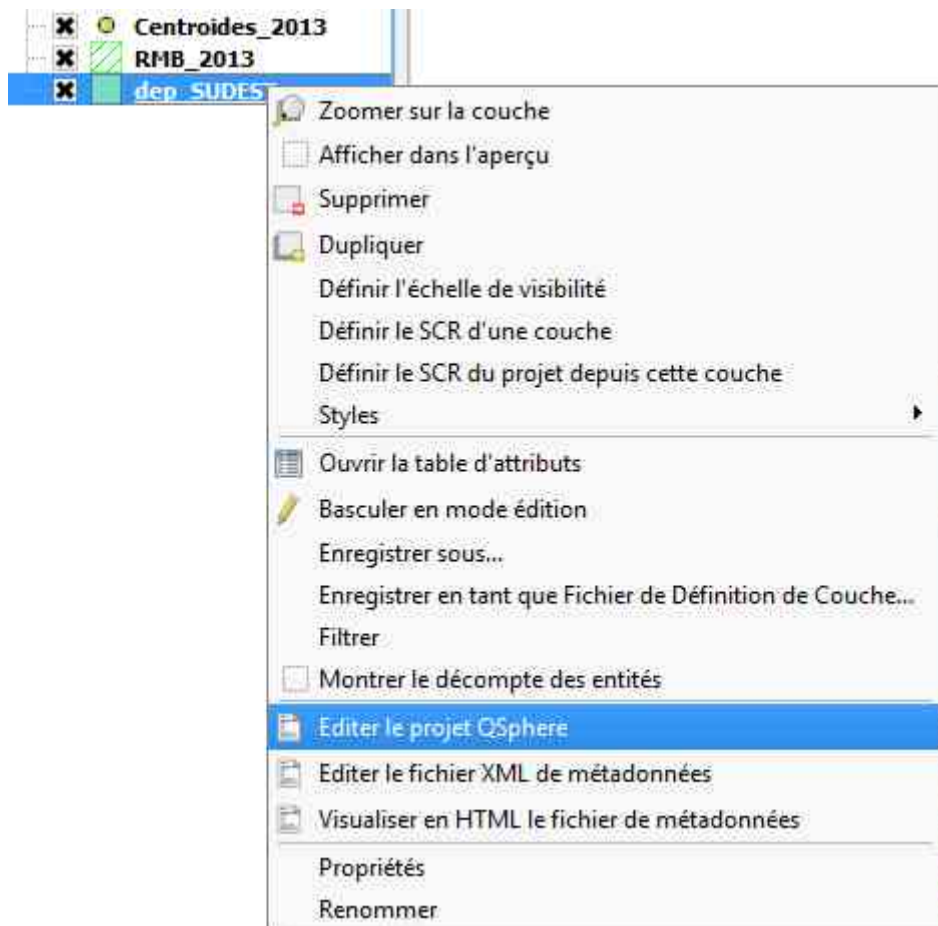 Centroides_2013
RMB_2013
dep_SUDEST
Zoomer sur la couche
Afficher dans l'aperçu
Supprimer
Dupliquer
Définir l'échelle de visibilité
Définir le SCR d'une couche
Définir le SCR du projet depuis cette couche
Styles
Ouvrir la table d'attributs
Basculer en mode édition
Enregistrer sous...
Enregistrer en tant que Fichier de Définition de Couche...
Filtrer
Montrer le décompte des entités
Editer le projet QSphere
Editer le fichier XML de métadonnées
Visualiser en HTML le fichier de métadonnées
Propriétés
Renommer